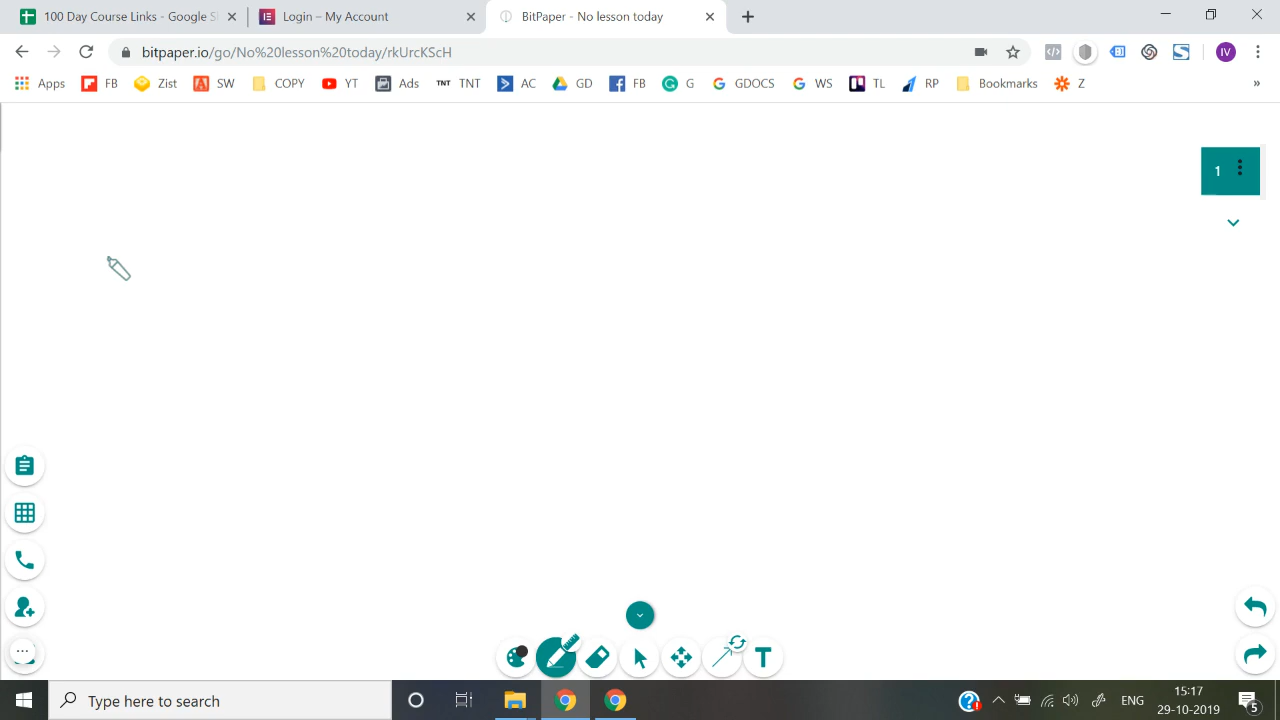 100 Day Course Links - Google S
Login – My Account
BitPaper - No lesson today
bitpaper.io/go/No%20lesson%20today/rkUrcKScH
IV
Apps FB Zist SW COPY YT Ads TNT TNT AC GD FB G GDOCS WS TL RP Bookmarks Z »
1
T
Type here to search
ENG
15:17
29-10-2019
5